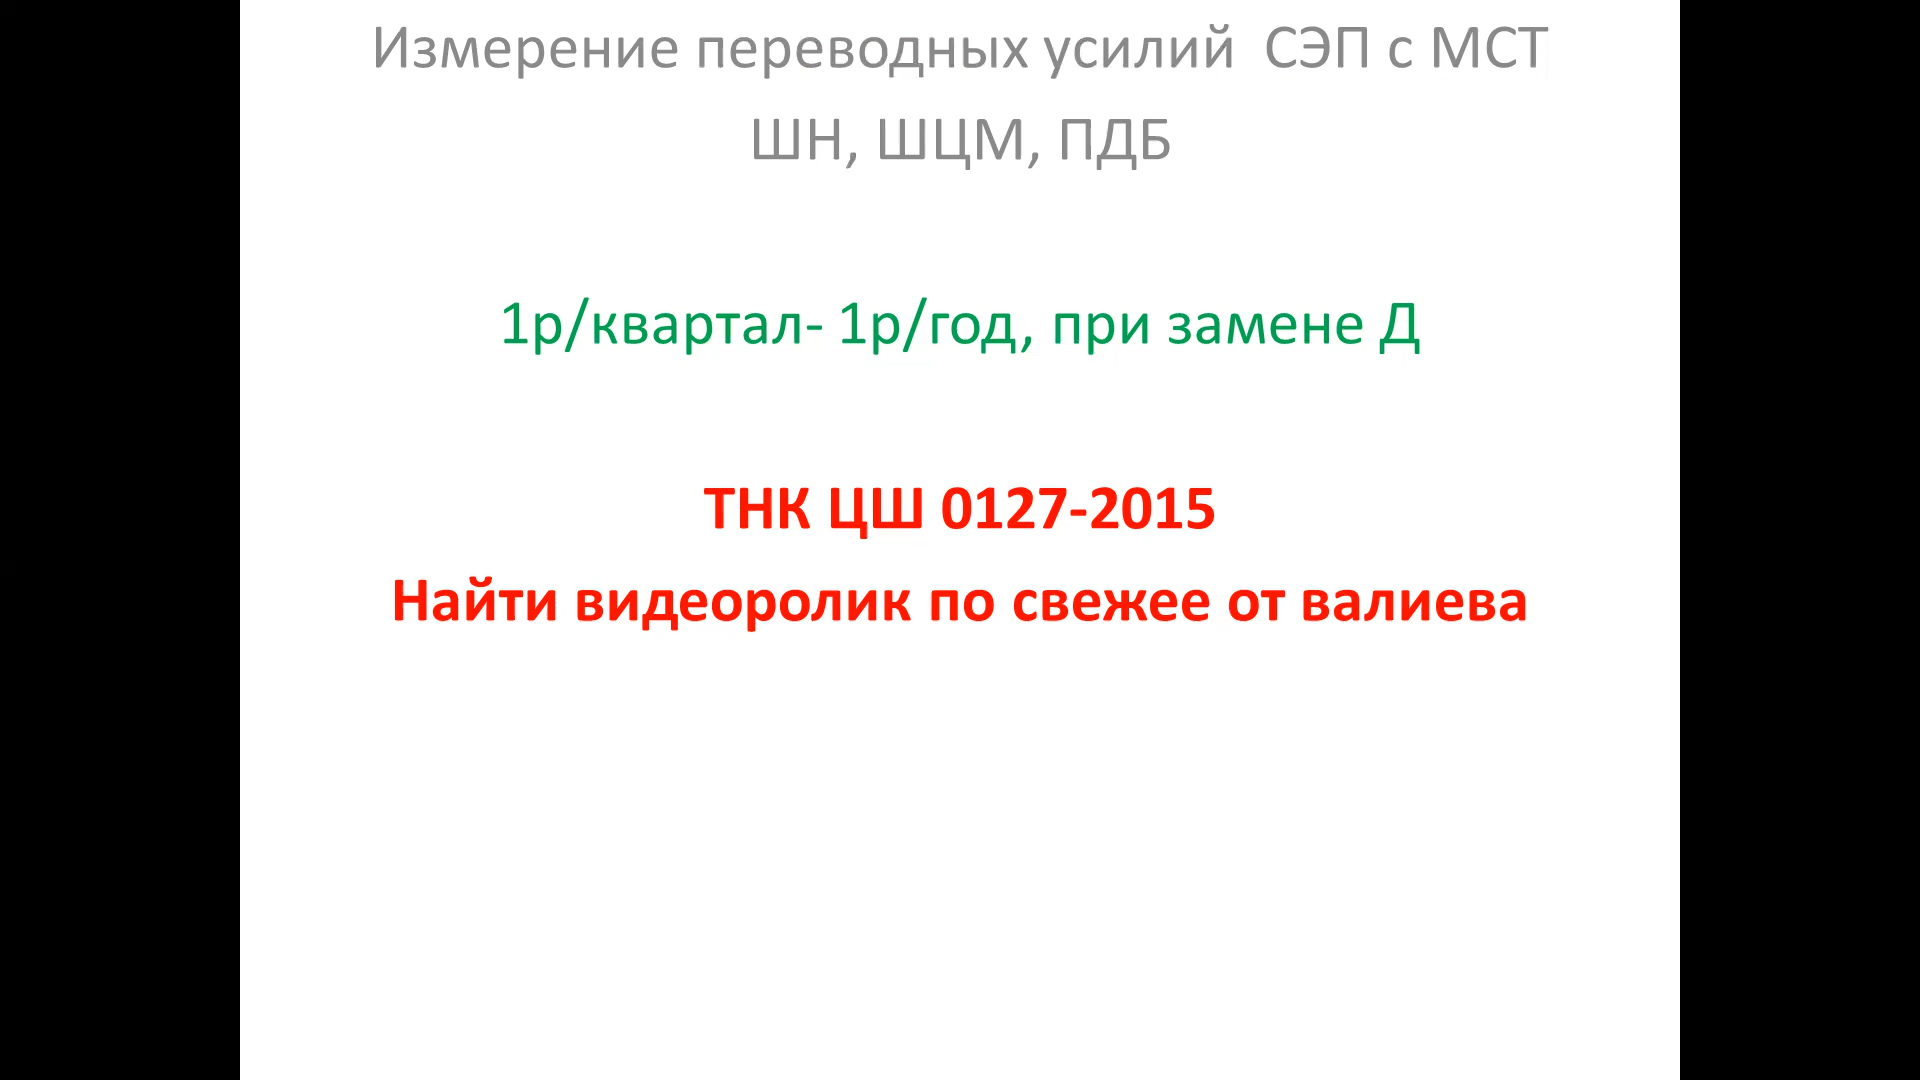 Измерение переводных усилий  СЭП с МСТ
ШН, ШЦМ, ПДБ
1р/квартал- 1р/год, при замене Д
ТНК ЦШ 0127-2015
Найти видеоролик по свежее от валиева